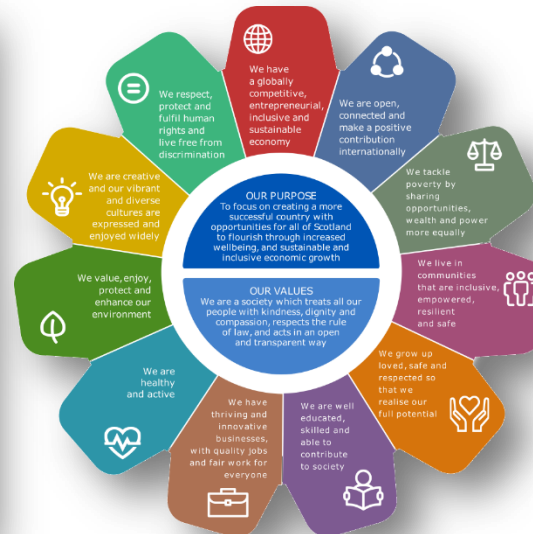 We have
a globally
competitive,
entrepreneurial,
inclusive and
sustainable
economy
We are open,
connected and
make a positive
contribution
internationally
We tackle
poverty by
sharing
opportunities,
wealth and power
more equally
We live in
communities
that are inclusive,
empowered,
resilient
and safe
We grow up
loved, safe and
respected so
that we
realise our
full potential
We are well
educated,
skilled and
able to
contribute
to society
We have
thriving and
innovative
businesses,
with quality jobs
and fair work for
everyone
We are
healthy
and active
We value, enjoy,
protect and
enhance our
environment
We are creative
and our vibrant
and diverse
cultures are
expressed and
enjoyed widely
We respect,
protect and
fulfil human
rights and
live free from
discrimination
OUR PURPOSE
To focus on creating a more
successful country with
opportunities for all of Scotland
to flourish through increased
wellbeing, and sustainable and
inclusive economic growth
OUR VALUES
We are a society which treats all our
people with kindness, dignity and
compassion, respects the rule
of law, and acts in an open
and transparent way